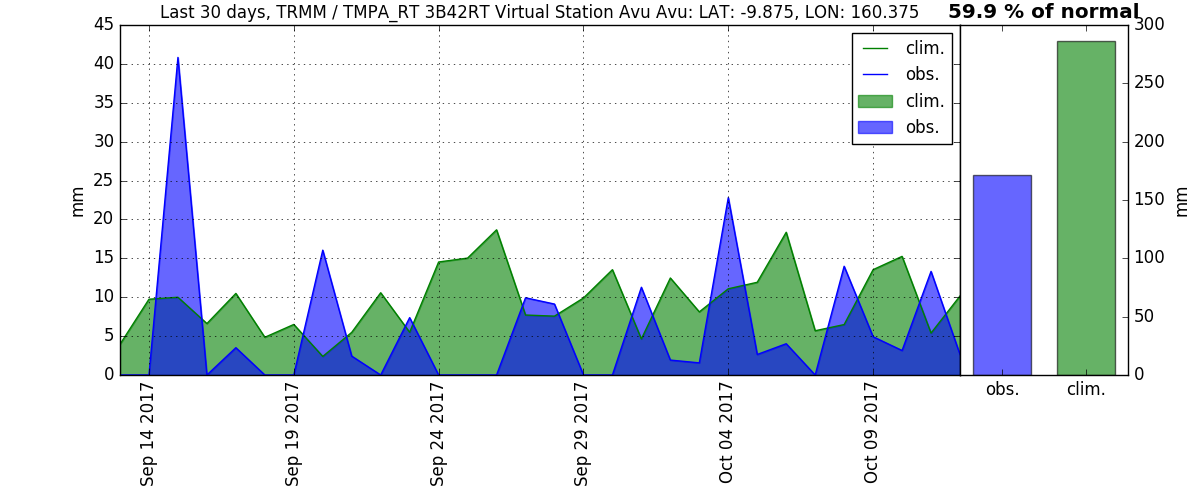 Last 30 days, TRMM / TMPA_RT 3B42RT Virtual Station Avu Avu: LAT: -9.875, LON: 160.375
59.9 % of normal
45
40
35
30
25
20
15
10
5
0
mm
clim.
obs.
clim.
obs.
Sep 14 2017
Sep 19 2017
Sep 24 2017
Sep 29 2017
Oct 04 2017
Oct 09 2017
300
250
200
150
100
50
0
mm
obs.
clim.